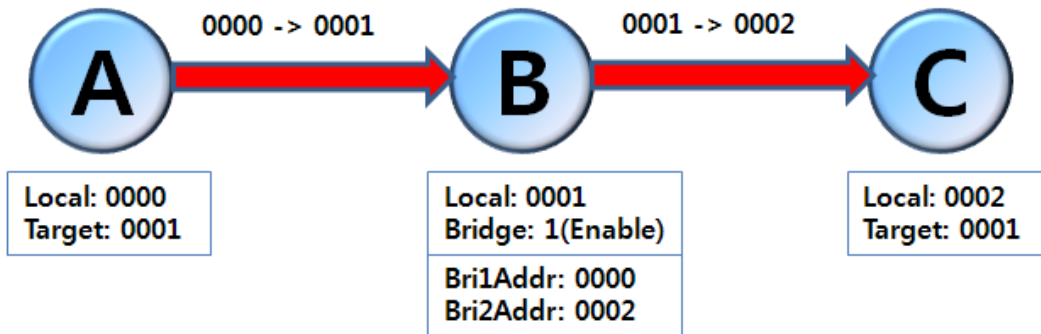 0000 -> 0001
0001 -> 0002
A
B
C
Local: 0000
Target: 0001
Local: 0001
Bridge: 1(Enable)
Bri1Addr: 0000
Bri2Addr: 0002
Local: 0002
Target: 0001